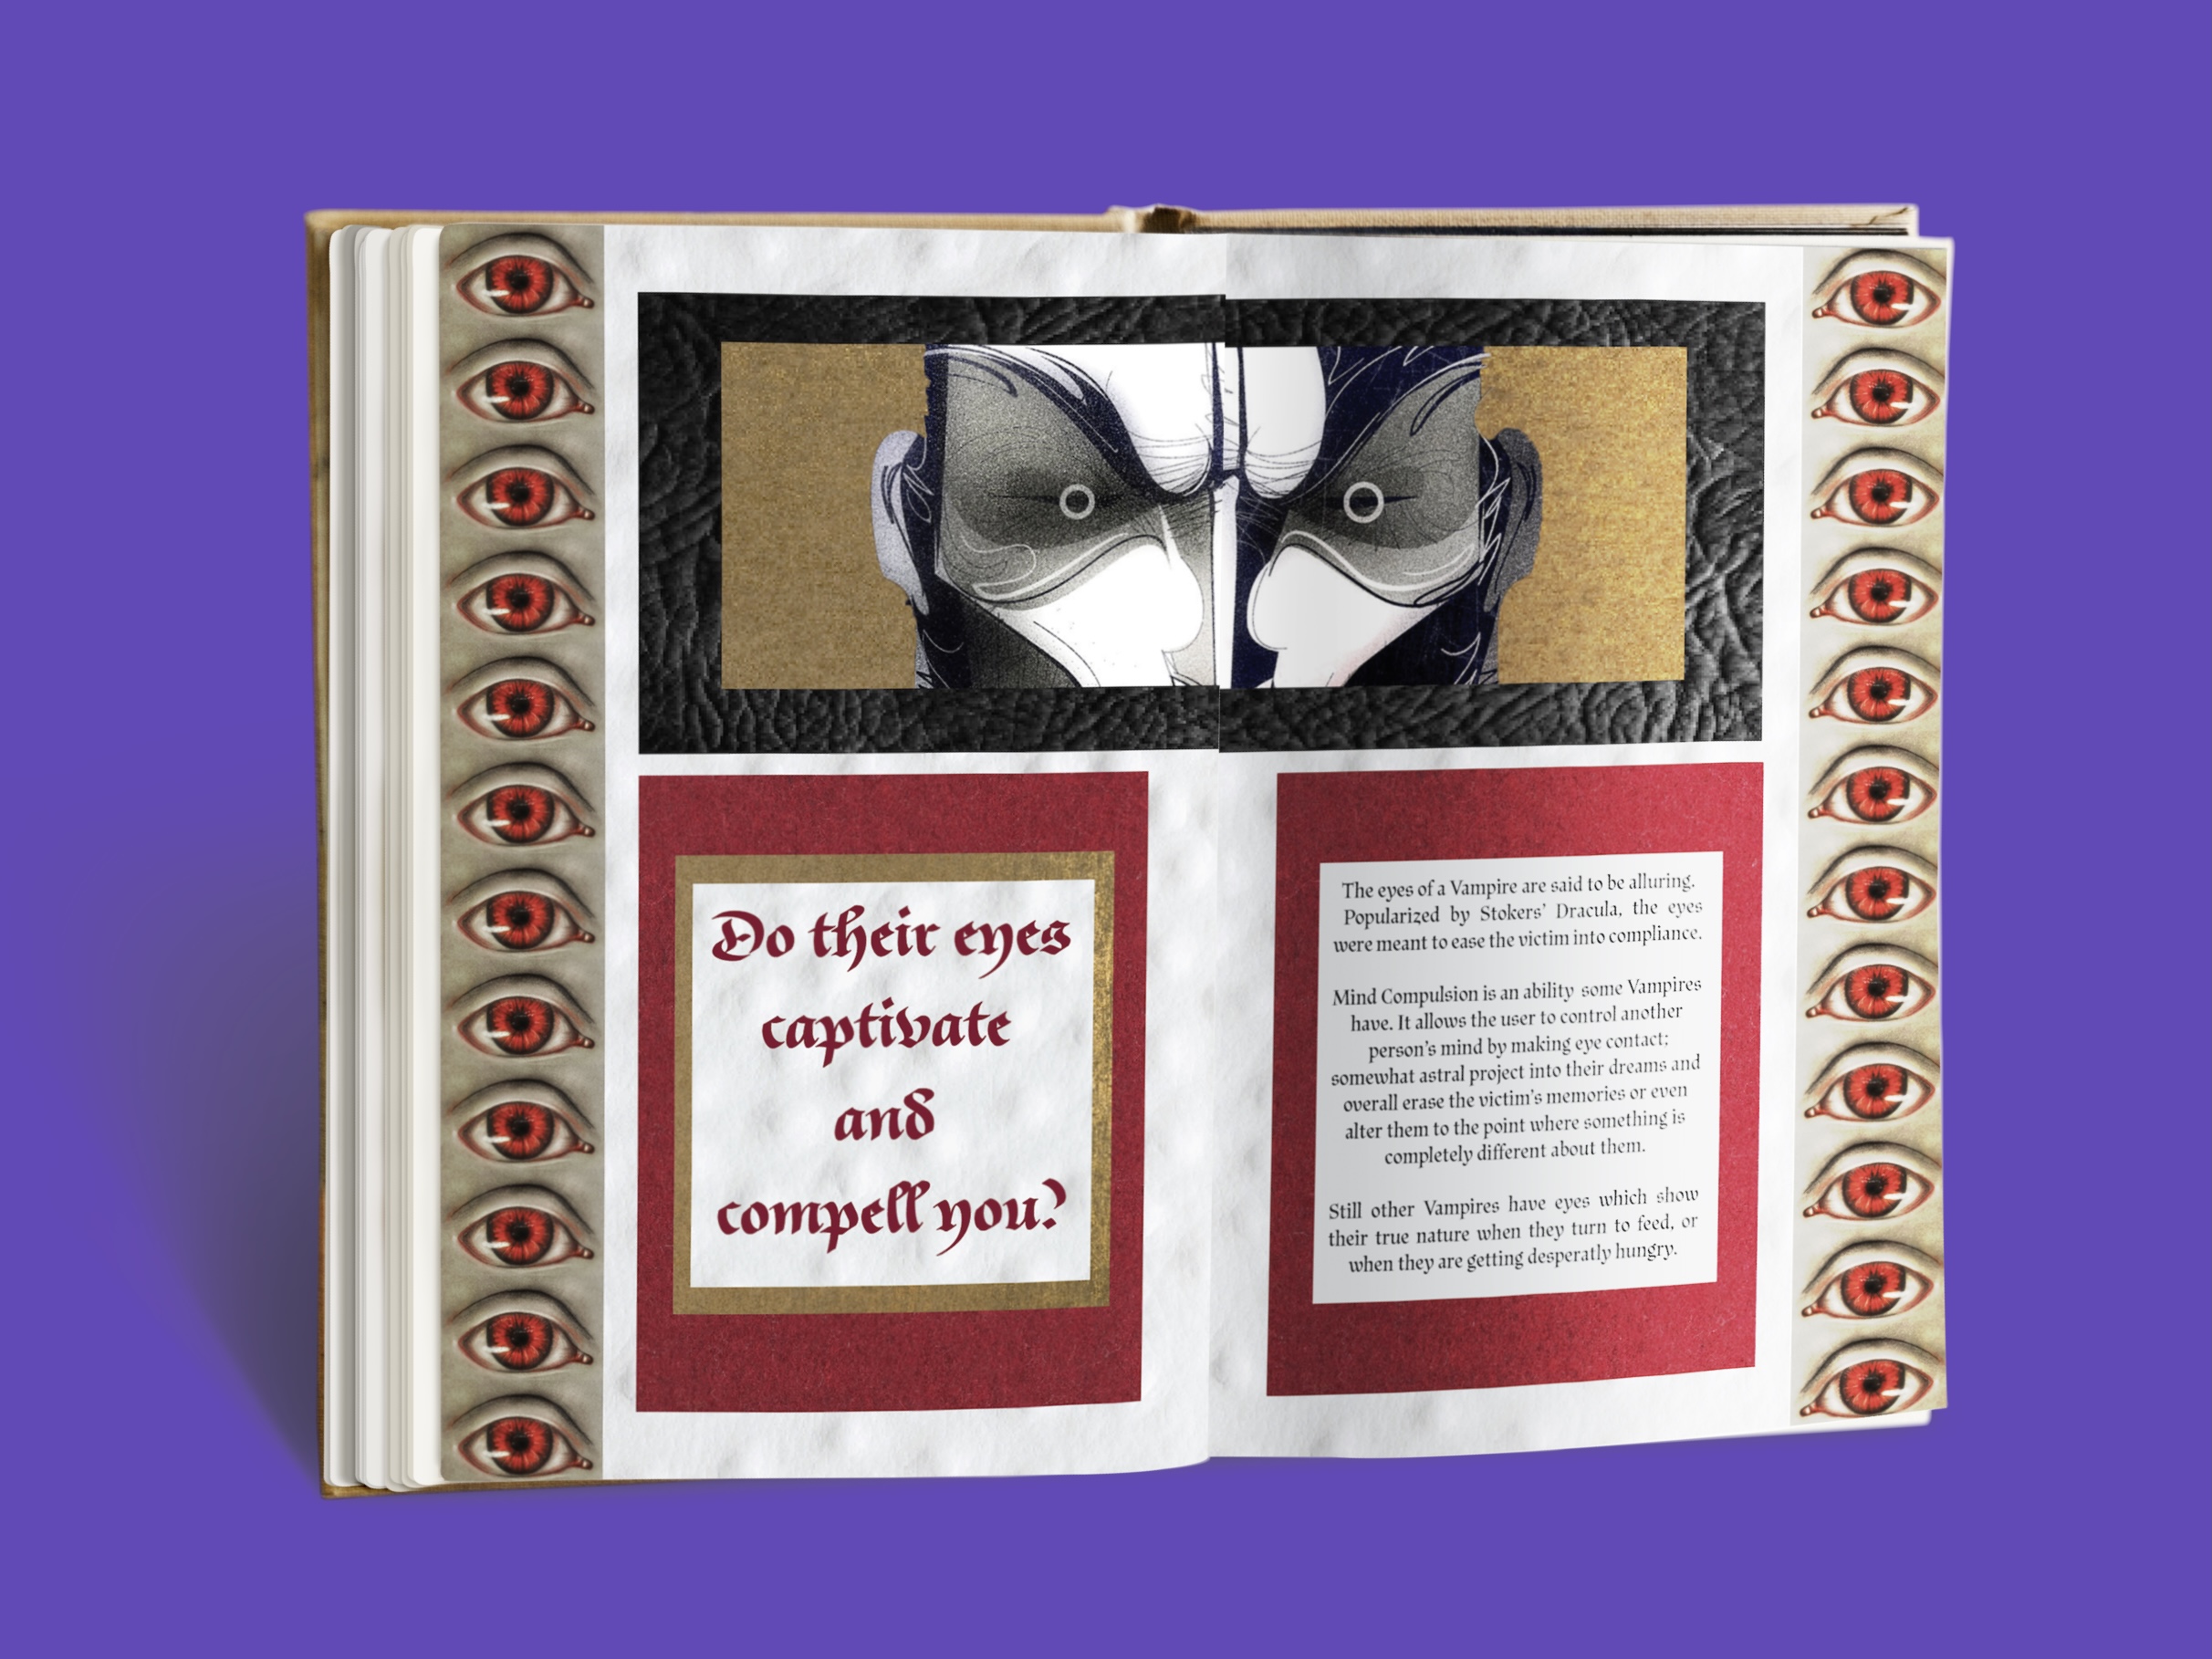 Do their eyes
captivate
and
compell you?
The eyes of a Vampire are said to be alluring.
Popularized by Stokers' Dracula, the eyes
were meant to ease the victim into compliance.
Mind Compulsion is an ability some Vampires
have. It allows the user to control another
person's mind by making eye contact;
somewhat astral project into their dreams and
overall erase the victim's memories or even
alter them to the point where something is
completely different about them.
Still other Vampires have eyes which show
their true nature when they turn to feed, or
when they are getting desperatly hungry.